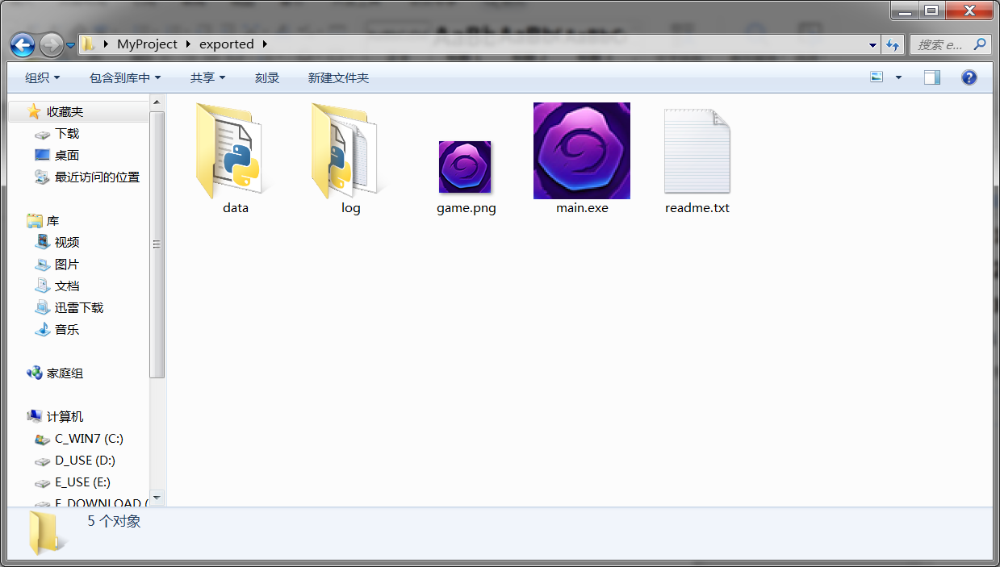 MyProject exported
搜索 e...
组织 包含到库中 共享 刻录 新建文件夹
收藏夹
下载
桌面
最近访问的位置
库
视频
图片
文档
迅雷下载
音乐
家庭组
计算机
C_WIN7 (C:)
D_USE (D:)
E_USE (E:)
F_DOWNLOAD (
data
log
game.png
main.exe
readme.txt
5 个对象